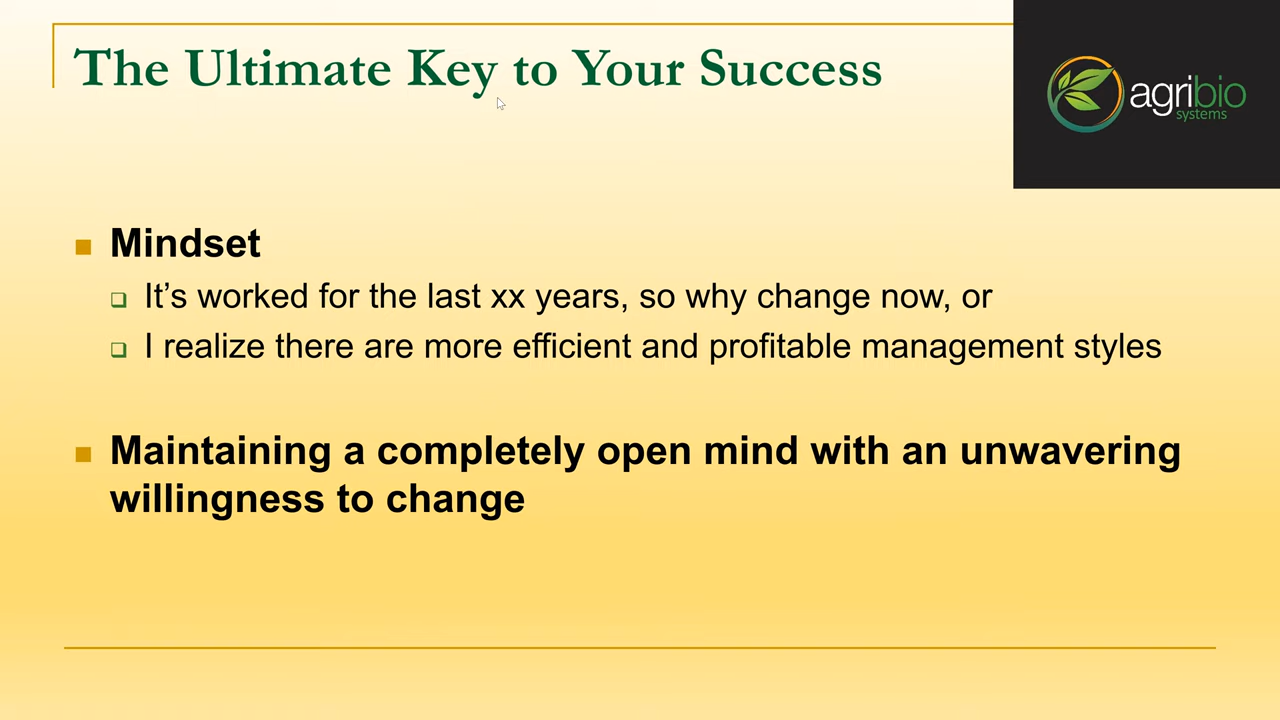 The Ultimate Key to Your Success
agribio
systems
Mindset
It’s worked for the last xx years, so why change now, or
I realize there are more efficient and profitable management styles
Maintaining a completely open mind with an unwavering
willingness to change